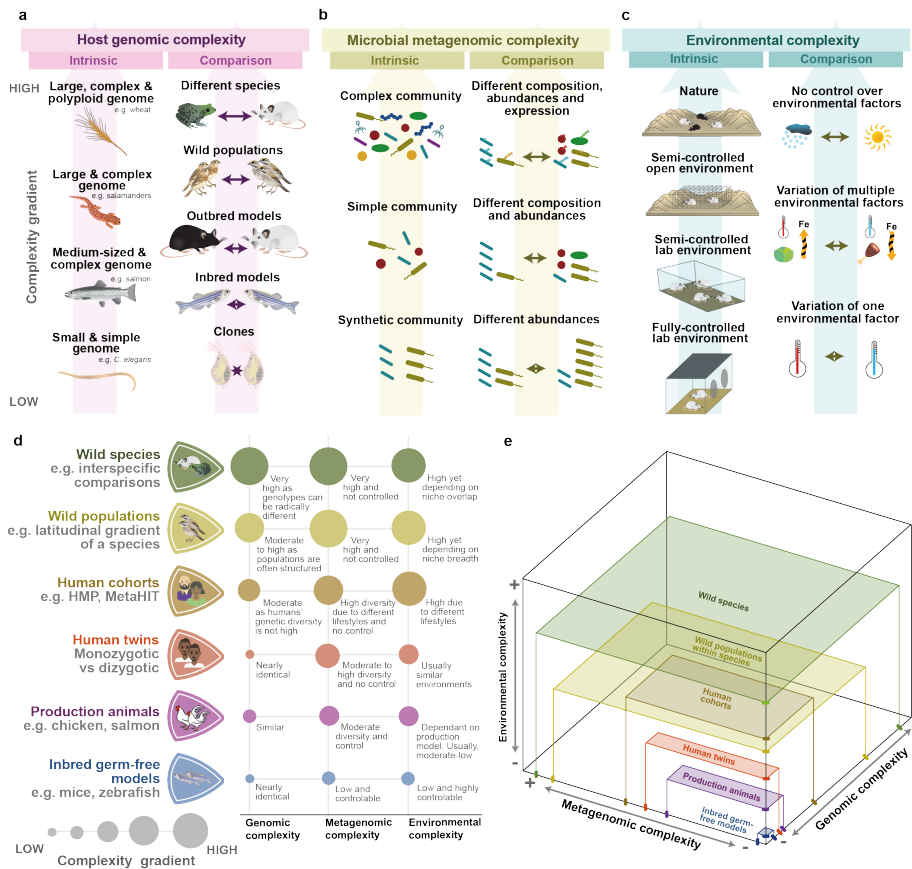 a
Host genomic complexity
Intrinsic
Comparison
HIGH
Complexity gradient
LOW
Large, complex &
polyploid genome
e.g. wheat
Large & complex
genome
e.g. salamanders
Medium-sized &
complex genome
e.g. salmon
Small & simple
genome
e.g. C. elegans
Different species
Wild populations
Outbred models
Inbred models
Clones
b
Microbial metagenomic complexity
Intrinsic
Comparison
Complex community
Simple community
Synthetic community
Different composition,
abundances and
expression
Different composition
and abundances
Different abundances
c
Environmental complexity
Intrinsic
Comparison
Nature
Semi-controlled
open environment
Semi-controlled
lab environment
Fully-controlled
lab environment
No control over
environmental factors
Variation of multiple
environmental factors
Fe
Fe
Variation of one
environmental factor
d
Wild species
e.g. interspecific
comparisons
Very
high as
genotypes can
be radically
different
Very
high and
not controlled
High yet
depending on
niche overlap
Wild populations
e.g. latitudinal gradient
of a species
Moderate
to high as
populations are
often structured
Very
high and
not controlled
High yet
depending on
niche breadth
Human cohorts
e.g. HMP, MetaHIT
Moderate
as humans'
genetic diversity
is not high
High diversity
due to different
lifestyles and
no control
High due
to different
lifestyles
Human twins
Monozygotic
vs dizygotic
Nearly
identical
Moderate to
high diversity
and no control
Usually
similar
environments
Production animals
e.g. chicken, salmon
Similar
Moderate
diversity and
control
Dependant on
production
model. Usually,
moderate-low
Inbred germ-free
models
e.g. mice, zebrafish
Nearly
identical
Low and
controlable
Low and highly
controlable
LOW
HIGH
Complexity gradient
Genomic
complexity
Metagenomic
complexity
Environmental
complexity
e
+
Environmental complexity
-
+
Metagenomic complexity
-
+
Genomic complexity
-
Wild species
Wild populations
within species
Human
cohorts
Human twins
Production animals
Inbred germ-
free models